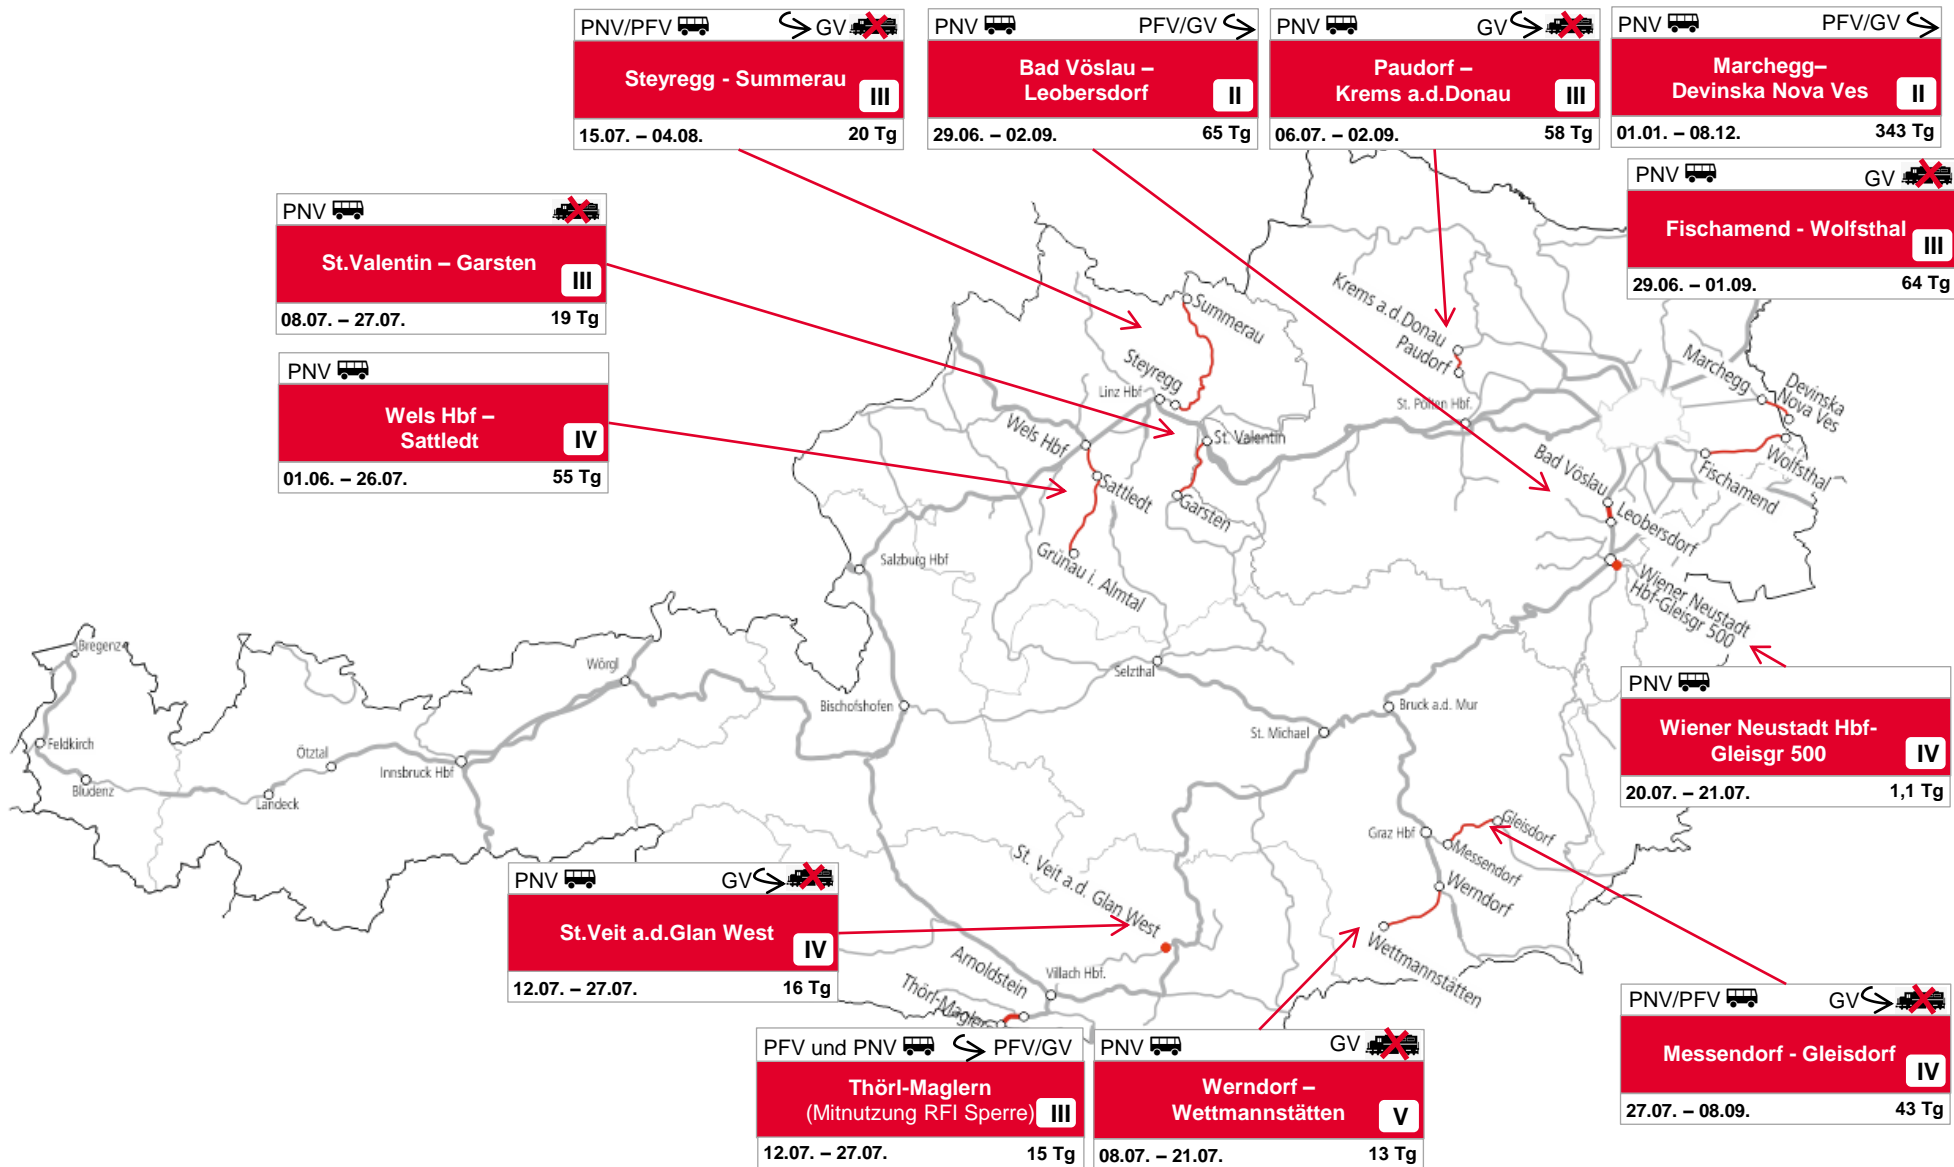 PNV/PFV GV
Steyregg - Summerau
III
15.07. – 04.08. 20 Tg
PNV PFV/GV
Bad Vöslau –
Leobersdorf
II
29.06. – 02.09. 65 Tg
PNV GV
Paudorf –
Krems a.d.Donau
III
06.07. – 02.09. 58 Tg
PNV PFV/GV
Marchegg–
Devinska Nova Ves
II
01.01. – 08.12. 343 Tg
PNV GV
Fischamend - Wolfsthal
III
29.06. – 01.09. 64 Tg
PNV
St.Valentin – Garsten
III
08.07. – 27.07. 19 Tg
PNV
Wels Hbf –
Sattledt
IV
01.06. – 26.07. 55 Tg
Summerau
Steyregg
Linz Hbf
Wels Hbf
St. Valentin
Sattledt
Garsten
Grünau i. Almtal
Krems a.d.Donau
Paudorf
St. Pölten Hbf.
Marchegg
Devinska
Nova Ves
Wolfsthal
Fischamend
Bad Vöslau
Leobersdorf
Wiener Neustadt
Hbf-Gleisgr 500
Salzburg Hbf
Bregenz
Wörgl
Selzthal
Bischofshofen
Bruck a.d. Mur
St. Michael
Feldkirch
Ötztal
Innsbruck Hbf
Bludenz
Landeck
Graz Hbf
Gleisdorf
Messendorf
Werndorf
Wettmannstätten
St. Veit a.d. Glan West
Arnoldstein
Villach Hbf.
Thörl-Maglern
PNV
Wiener Neustadt Hbf-
Gleisgr 500
IV
20.07. – 21.07. 1,1 Tg
PNV GV
St.Veit a.d.Glan West
IV
12.07. – 27.07. 16 Tg
PFV und PNV PFV/GV
Thörl-Maglern
(Mitnutzung RFI Sperre)
III
12.07. – 27.07. 15 Tg
PNV GV
Werndorf –
Wettmannstätten
V
08.07. – 21.07. 13 Tg
PNV/PFV GV
Messendorf - Gleisdorf
IV
27.07. – 08.09. 43 Tg